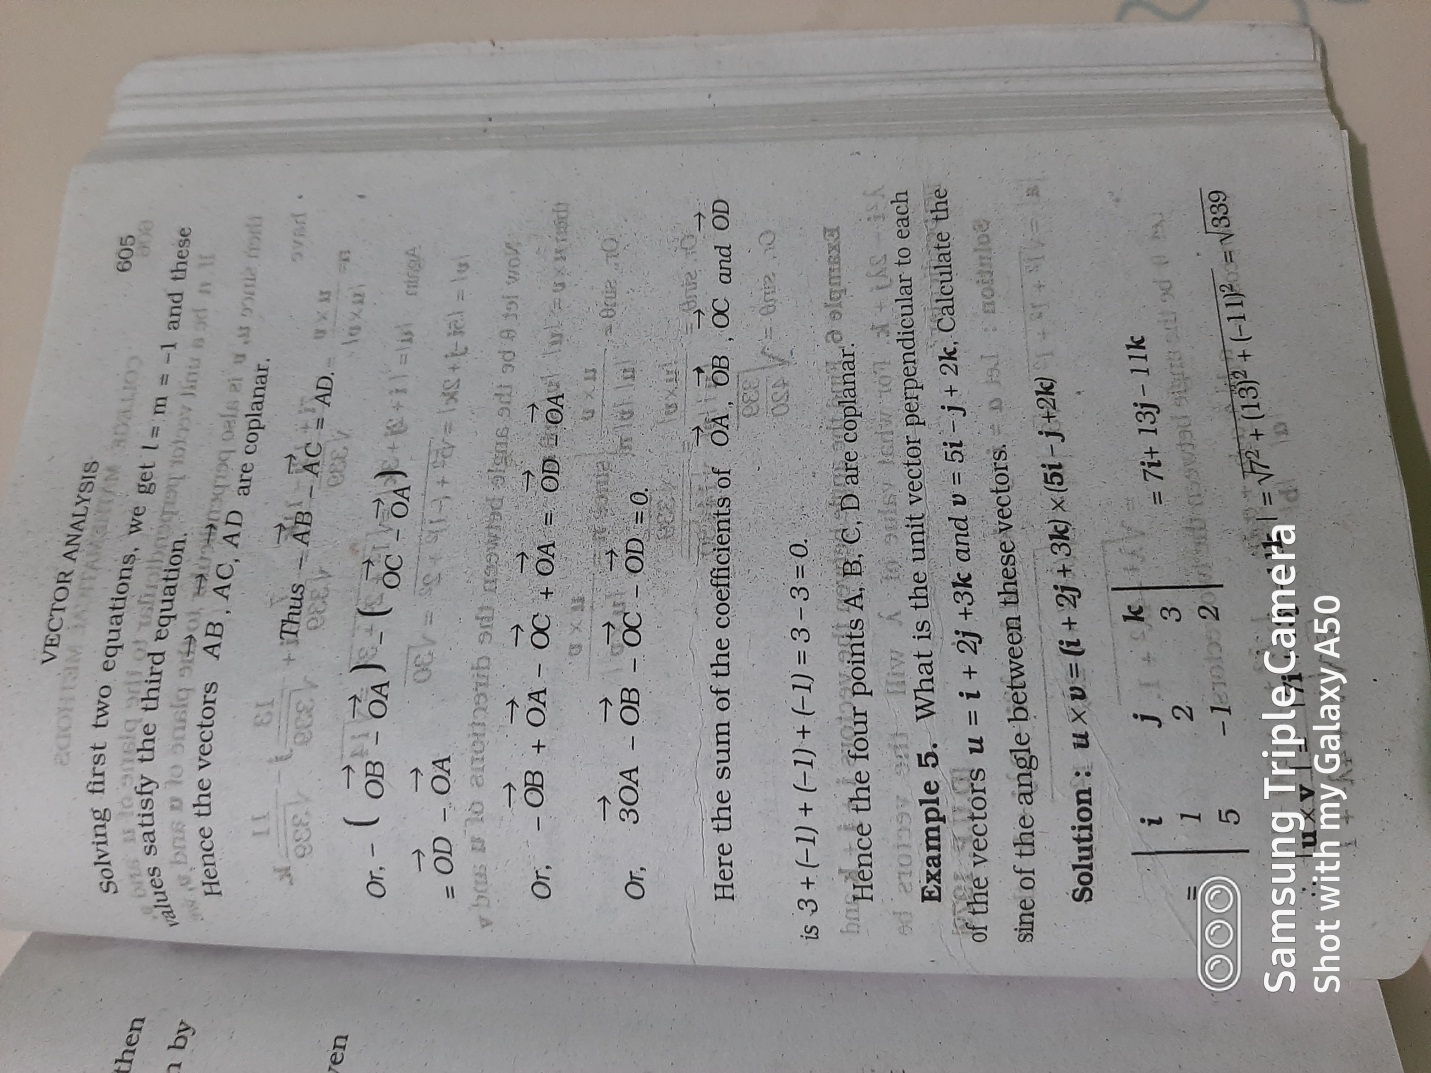 VECTOR ANALYSIS 605
Solving first two equations, we get l = m = -1 and these
values satisfy the third equation.
Hence the vectors AB, AC, AD are coplanar.
Thus - AB - AC = AD.
Or, - ( OB - OA ) - ( OC - OA )
= OD - OA
Or, - OB + OA - OC + OA = OD - OA
Or, 3OA - OB - OC - OD = 0.
Here the sum of the coefficients of OA, OB, OC and OD
is 3 + (-1) + (-1) + (-1) = 3 - 3 = 0.
Hence the four points A, B, C, D are coplanar.
Example 5. What is the unit vector perpendicular to each
of the vectors u = i + 2j +3k and v = 5i - j + 2k, Calculate the
sine of the angle between these vectors.
Solution : u × v = (i + 2j + 3k) × (5i - j +2k)
= | i j k
1 2 3
5 -1 2 | = 7i+ 13j - 11k
∴ | u × v | = = √7² + (13)² + (-11)² = √339
then
by
Samsung Triple Camera
Shot with my Galaxy A50